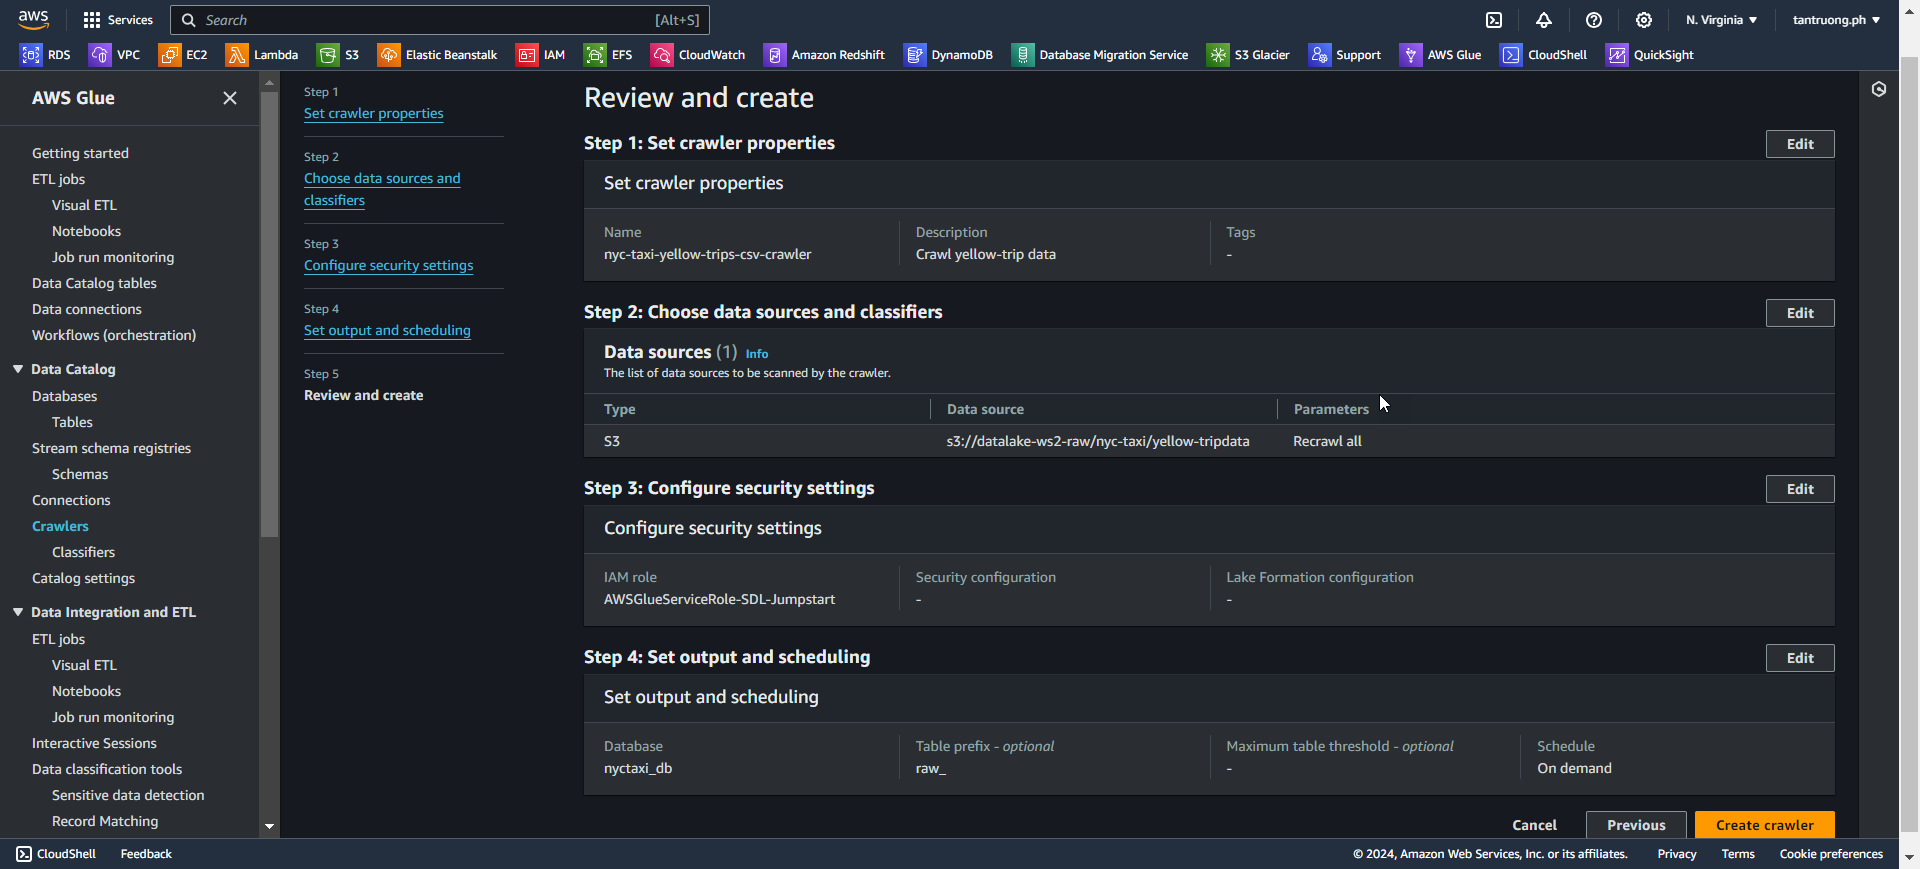 aws
Services
Search
[Alt+S]
N. Virginia
tantruong.ph
RDS
VPC
EC2
Lambda
S3
Elastic Beanstalk
IAM
EFS
CloudWatch
Amazon Redshift
DynamoDB
Database Migration Service
S3 Glacier
Support
AWS Glue
CloudShell
QuickSight
AWS Glue
Getting started
ETL jobs
Visual ETL
Notebooks
Job run monitoring
Data Catalog tables
Data connections
Workflows (orchestration)
Data Catalog
Databases
Tables
Stream schema registries
Schemas
Connections
Crawlers
Classifiers
Catalog settings
Data Integration and ETL
ETL jobs
Visual ETL
Notebooks
Job run monitoring
Interactive Sessions
Data classification tools
Sensitive data detection
Record Matching
Step 1
Set crawler properties
Step 2
Choose data sources and
classifiers
Step 3
Configure security settings
Step 4
Set output and scheduling
Step 5
Review and create
Review and create
Step 1: Set crawler properties
Edit
Set crawler properties
Name
nyc-taxi-yellow-trips-csv-crawler
Description
Crawl yellow-trip data
Tags
-
Step 2: Choose data sources and classifiers
Edit
Data sources (1) Info
The list of data sources to be scanned by the crawler.
Type
Data source
Parameters
S3
s3://datalake-ws2-raw/nyc-taxi/yellow-tripdata
Recrawl all
Step 3: Configure security settings
Edit
Configure security settings
IAM role
AWSGlueServiceRole-SDL-Jumpstart
Security configuration
-
Lake Formation configuration
-
Step 4: Set output and scheduling
Edit
Set output and scheduling
Database
nyctaxi_db
Table prefix - optional
raw_
Maximum table threshold - optional
-
Schedule
On demand
Cancel
Previous
Create crawler
CloudShell
Feedback
© 2024, Amazon Web Services, Inc. or its affiliates.
Privacy
Terms
Cookie preferences